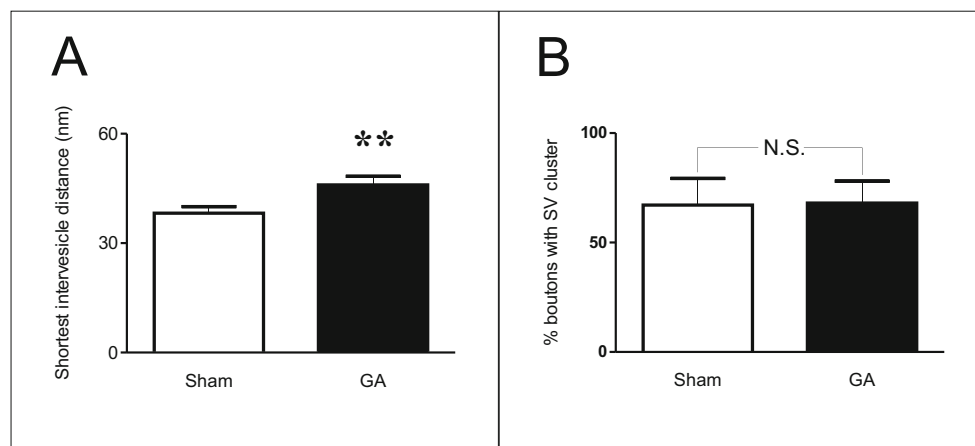 A
Shortest intervesicle distance (nm)
60
30
0
**
Sham
GA
B
% boutons with SV cluster
100
50
0
N.S.
Sham
GA